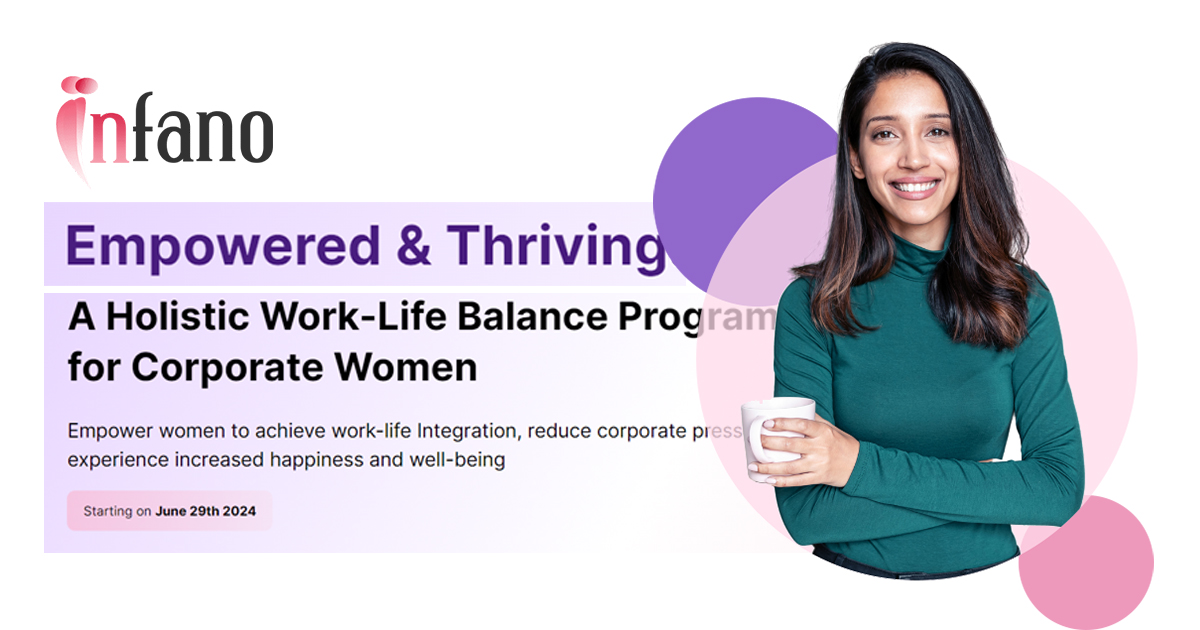 infano
Empowered & Thriving
A Holistic Work-Life Balance Program
for Corporate Women
Empower women to achieve work-life Integration, reduce corporate
experience increased happiness and well-being
Starting on June 29th 2024